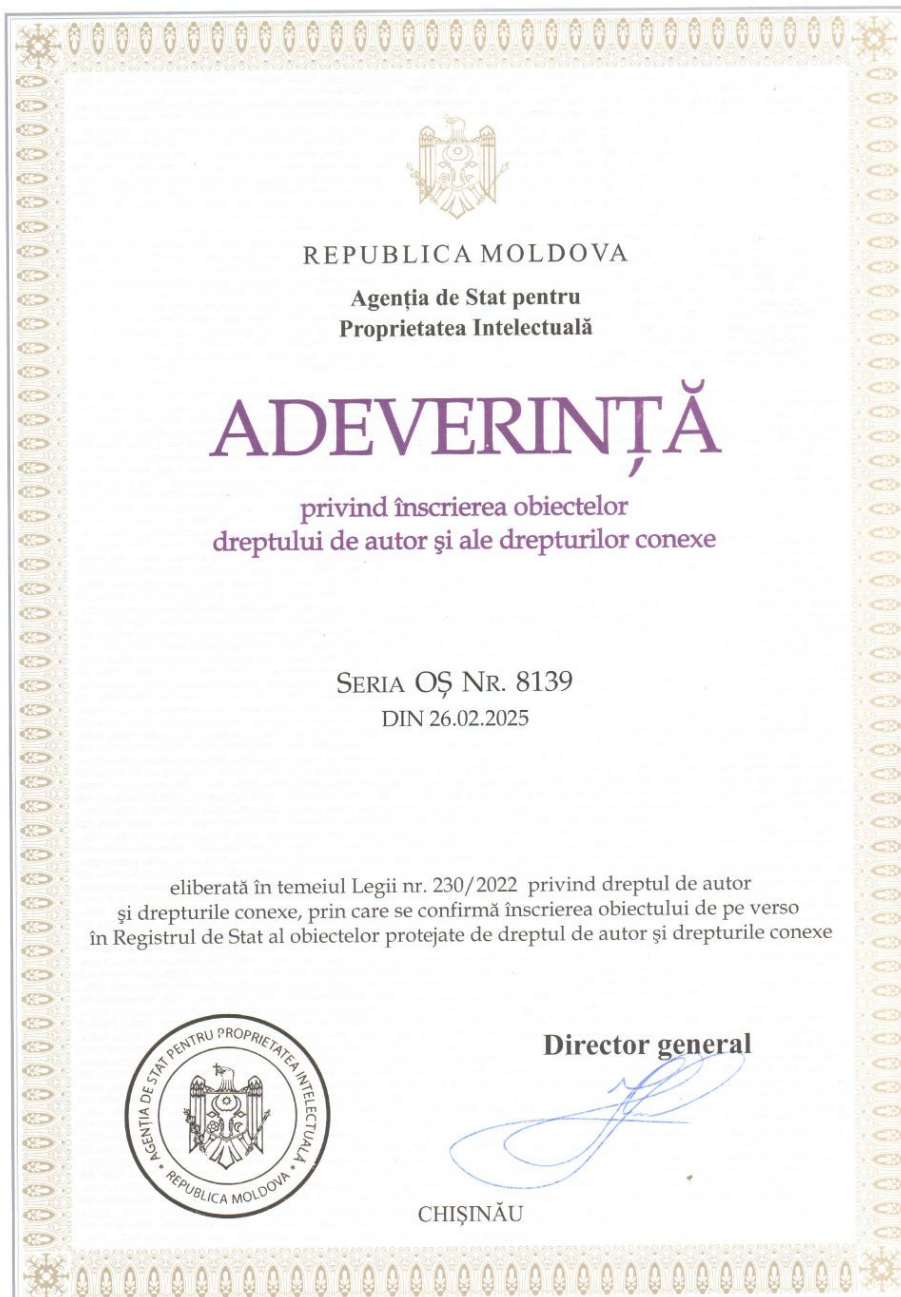 REPUBLICA MOLDOVA
Agenția de Stat pentru
Proprietatea Intelectuală
ADEVERINȚĂ
privind înscrierea obiectelor
dreptului de autor şi ale drepturilor conexe
SERIA OȘ NR. 8139
DIN 26.02.2025
eliberată în temeiul Legii nr. 230/2022 privind dreptul de autor
şi drepturile conexe, prin care se confirmă înscrierea obiectului de pe verso
în Registrul de Stat al obiectelor protejate de dreptul de autor şi drepturile conexe
Director general
AGENȚIA DE STAT PENTRU PROPRIETATEA INTELECTUALĂ
REPUBLICA MOLDOVA
CHIŞINĂU